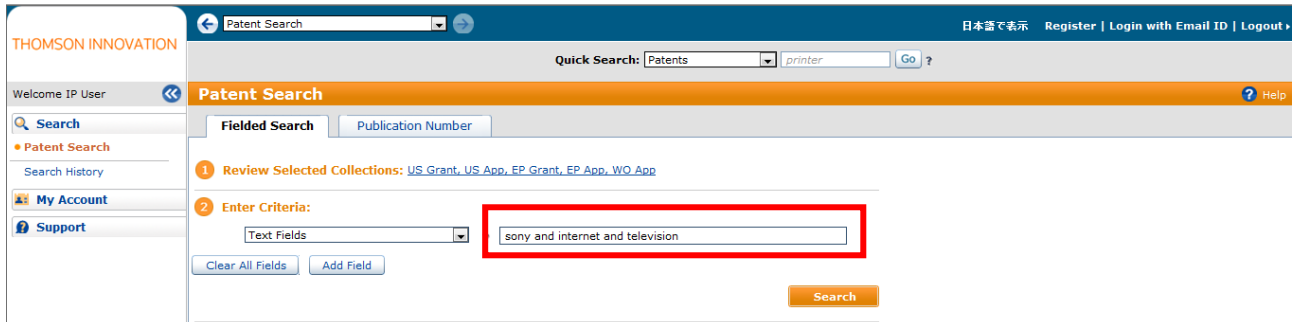 THOMSON INNOVATION
Patent Search
日本語で表示 Register | Login with Email ID | Logout
Quick Search: Patents printer Go ?
Welcome IP User
Patent Search
Help
Search
Fielded Search Publication Number
Patent Search
1 Review Selected Collections: US Grant, US App, EP Grant, EP App, WO App
Search History
My Account
2 Enter Criteria:
Support
Text Fields sony and internet and television
Clear All Fields Add Field
Search